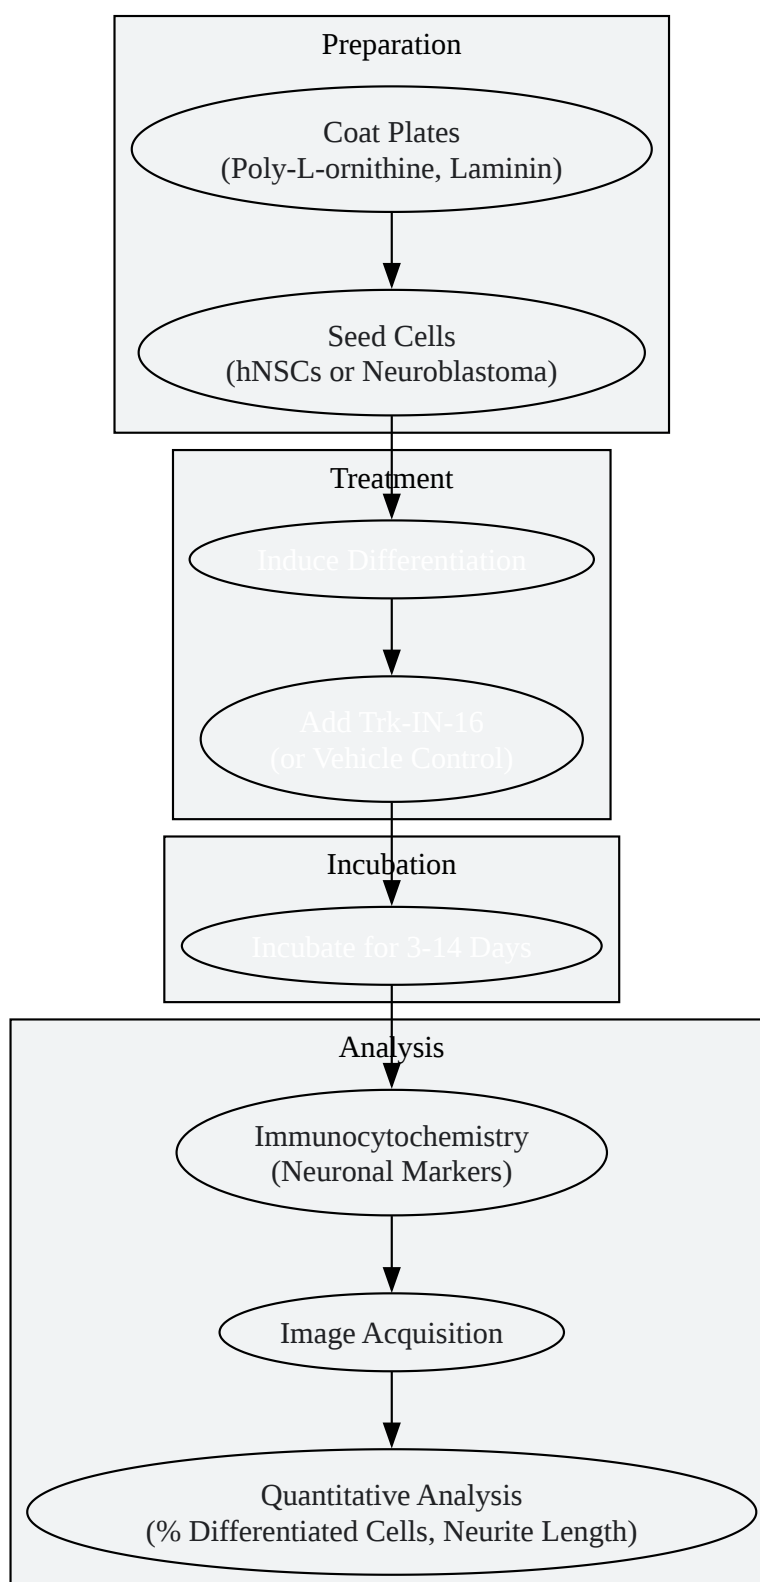 Preparation
Coat Plates
(Poly-L-ornithine, Laminin)
Seed Cells
(hNSCs or Neuroblastoma)
Treatment
Induce Differentiation
Add Trk-IN-16
(or Vehicle Control)
Incubation
Incubate for 3-14 Days
Analysis
Immunocytochemistry
(Neuronal Markers)
Image Acquisition
Quantitative Analysis
(% Differentiated Cells, Neurite Length)